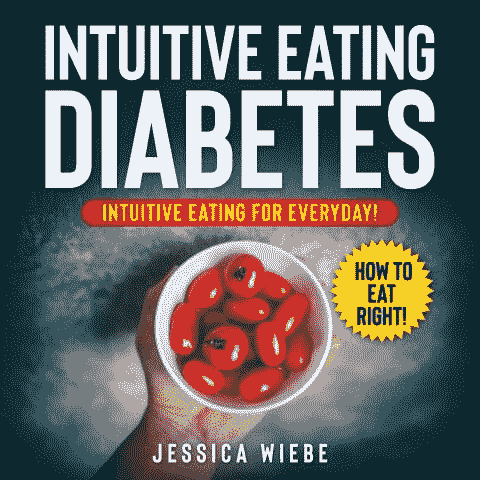 INTUITIVE EATING
DIABETES
INTUITIVE EATING FOR EVERYDAY!
HOW TO
EAT
RIGHT!
JESSICA WIEBE